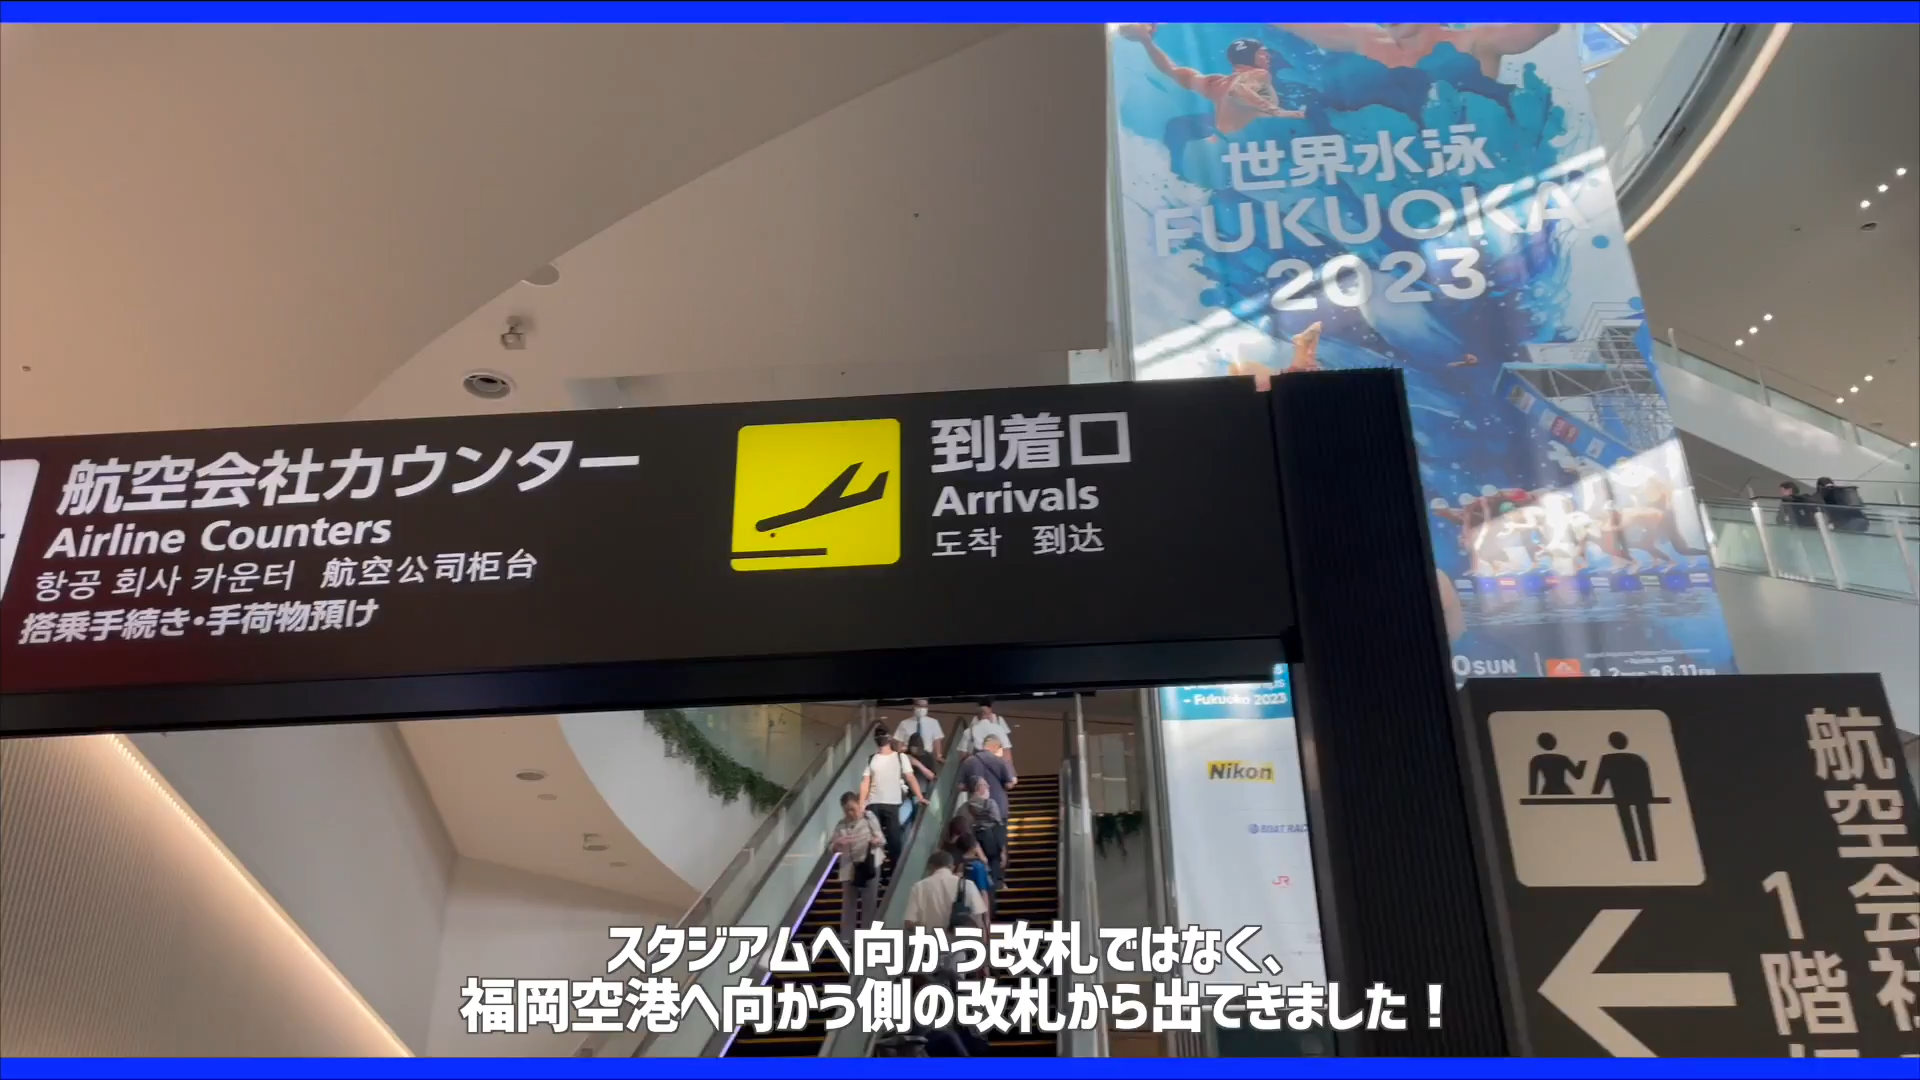 世界水泳
FUKUOKA
2023
航空会社カウンター
Airline Counters
항공 회사 카운터 航空公司柜台
搭乗手続き・手荷物預け
到着口
Arrivals
도착 到达
- Fukuoka 2023
Nikon
BOAT RAC
JR
航空会社
1階
スタジアムへ向かう改札ではなく、
福岡空港へ向かう側の改札から出てきました！